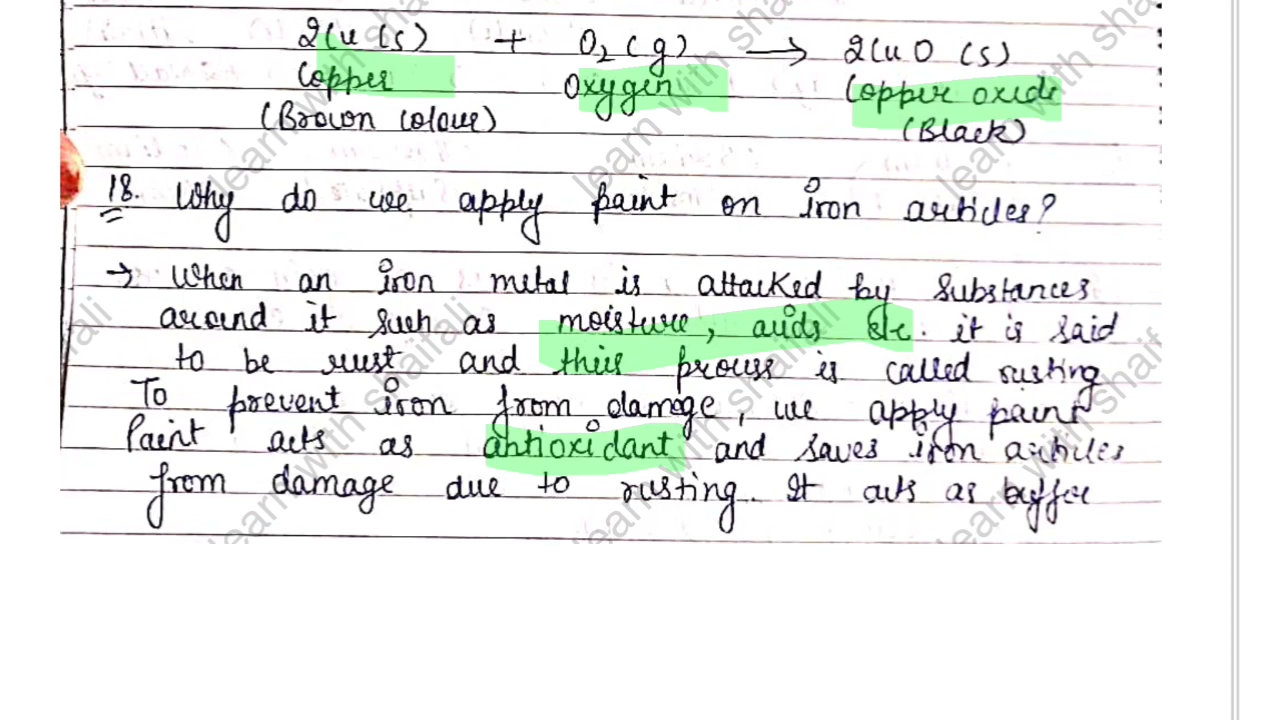 2Cu (s) + O2 (g) → 2CuO (s)
Copper Oxygen Copper oxide
(Brown colour) (Black)
18. Why do we apply paint on iron articles?
→ When an iron metal is attacked by substances
around it such as moisture, acids etc. it is said
to be rust and this process is called rusting
To prevent iron from damage, we apply paint
Paint acts as antioxidant and saves iron articles
from damage due to rusting. It acts as buffer
learn with shaifali